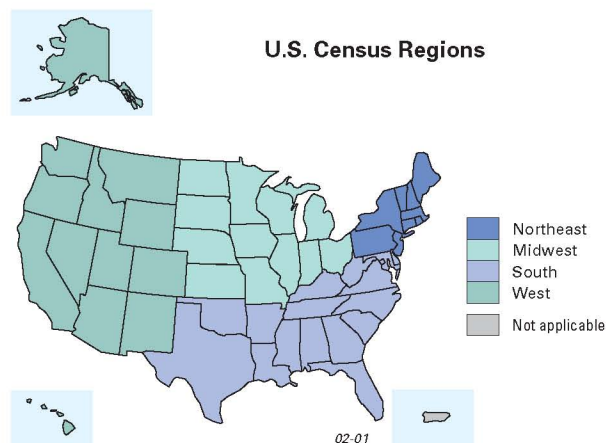 U.S. Census Regions
Northeast
Midwest
South
West
Not applicable
02-01